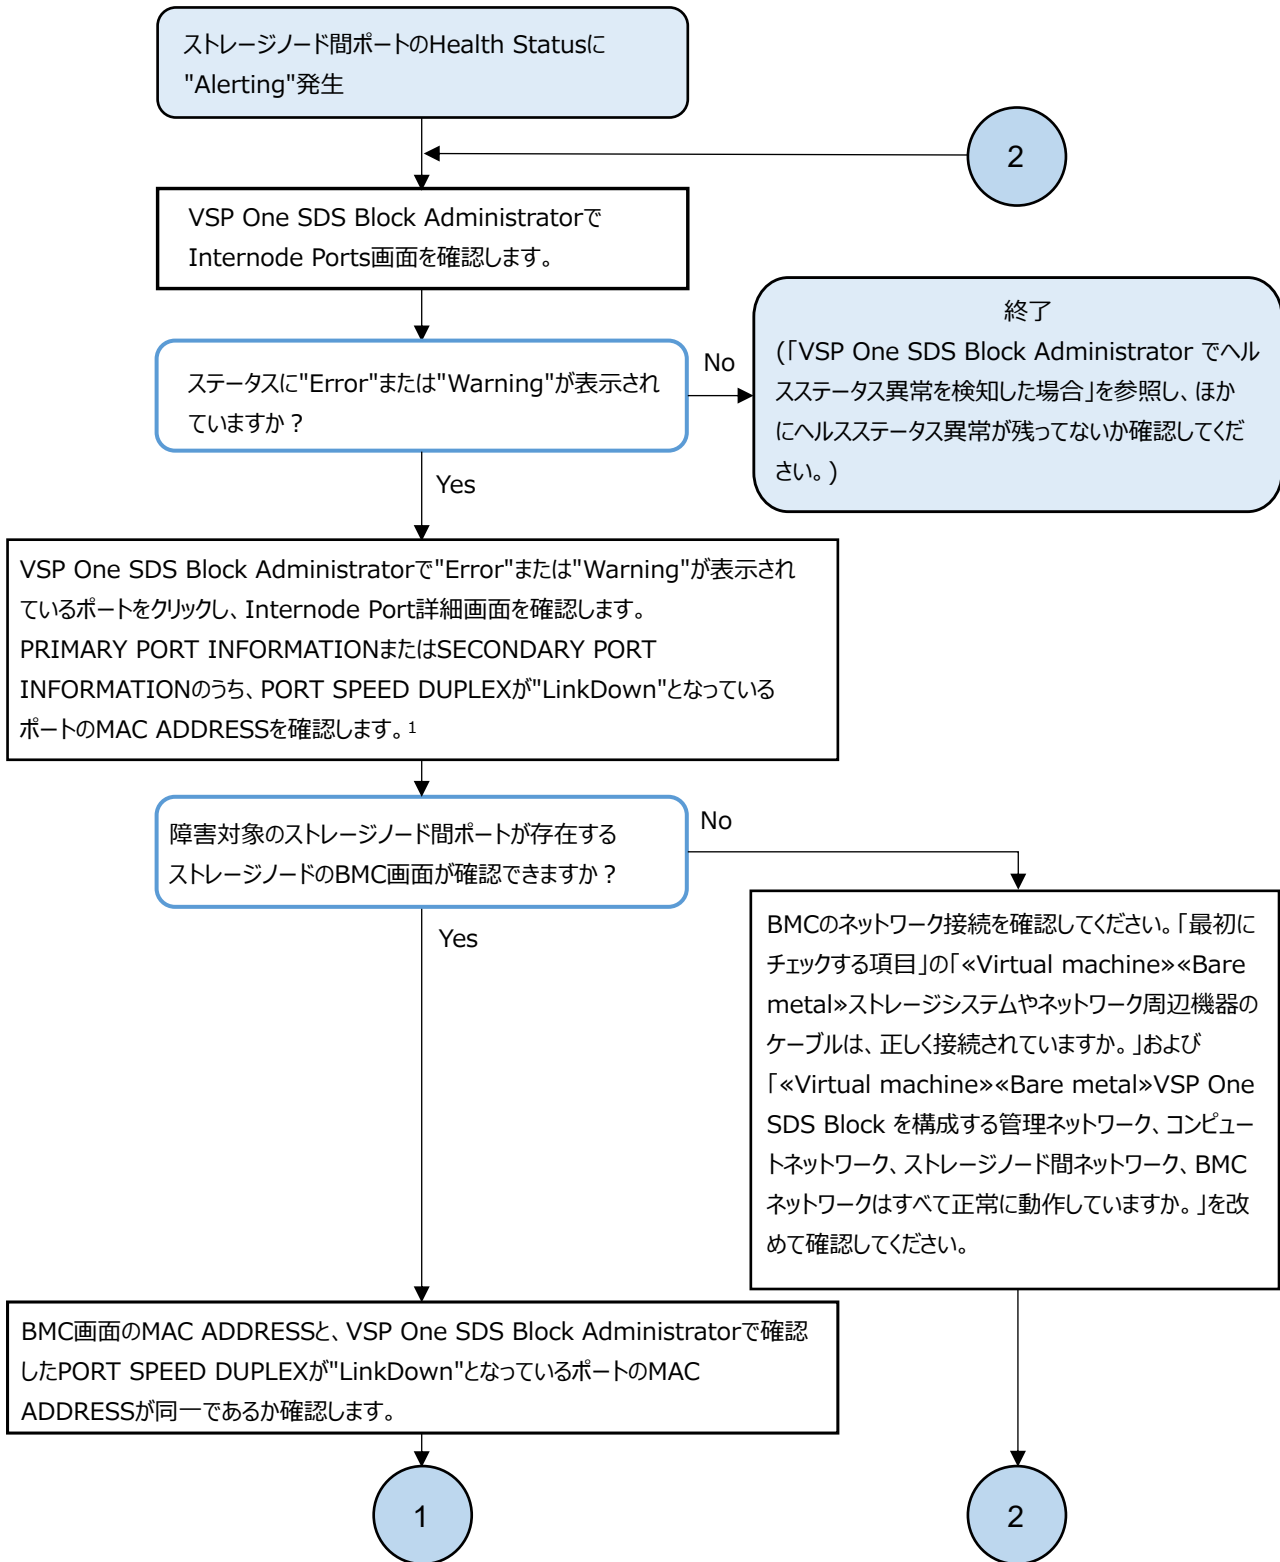 ストレージノード間ポートのHealth Statusに
"Alerting"発生
2
VSP One SDS Block Administratorで
Internode Ports画面を確認します。
ステータスに"Error"または"Warning"が表示され
ていますか？
No
終了
(「VSP One SDS Block Administrator でヘル
スステータス異常を検知した場合」を参照し、ほか
にヘルスステータス異常が残ってないか確認してくだ
さい。)
Yes
VSP One SDS Block Administratorで"Error"または"Warning"が表示され
ているポートをクリックし、Internode Port詳細画面を確認します。
PRIMARY PORT INFORMATIONまたはSECONDARY PORT
INFORMATIONのうち、PORT SPEED DUPLEXが"LinkDown"となっている
ポートのMAC ADDRESSを確認します。1
障害対象のストレージノード間ポートが存在する
ストレージノードのBMC画面が確認できますか？
No
Yes
BMCのネットワーク接続を確認してください。「最初に
チェックする項目」の「«Virtual machine»«Bare
metal»ストレージシステムやネットワーク周辺機器の
ケーブルは、正しく接続されていますか。」および
「«Virtual machine»«Bare metal»VSP One
SDS Block を構成する管理ネットワーク、コンピュー
トネットワーク、ストレージノード間ネットワーク、BMC
ネットワークはすべて正常に動作していますか。」を改
めて確認してください。
BMC画面のMAC ADDRESSと、VSP One SDS Block Administratorで確認
したPORT SPEED DUPLEXが"LinkDown"となっているポートのMAC
ADDRESSが同一であるか確認します。
1
2